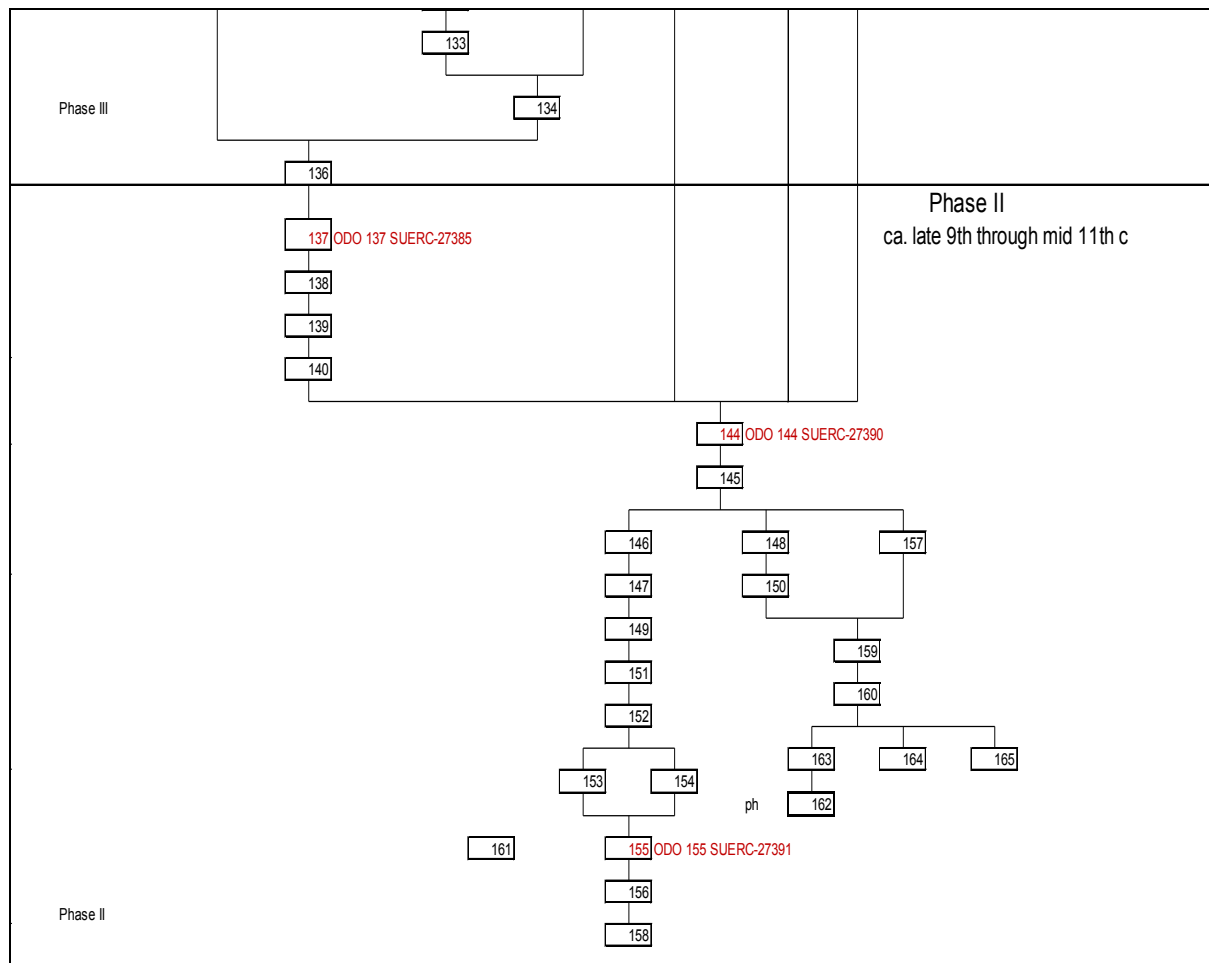 133
Phase III
134
136
Phase II
ca. late 9th through mid 11th c
137 ODO 137 SUERC-27385
138
139
140
144 ODO 144 SUERC-27390
145
146 148 157
147 150
149
159
151
160
152
163 164 165
153 154
ph 162
161 155 ODO 155 SUERC-27391
156
Phase II
158